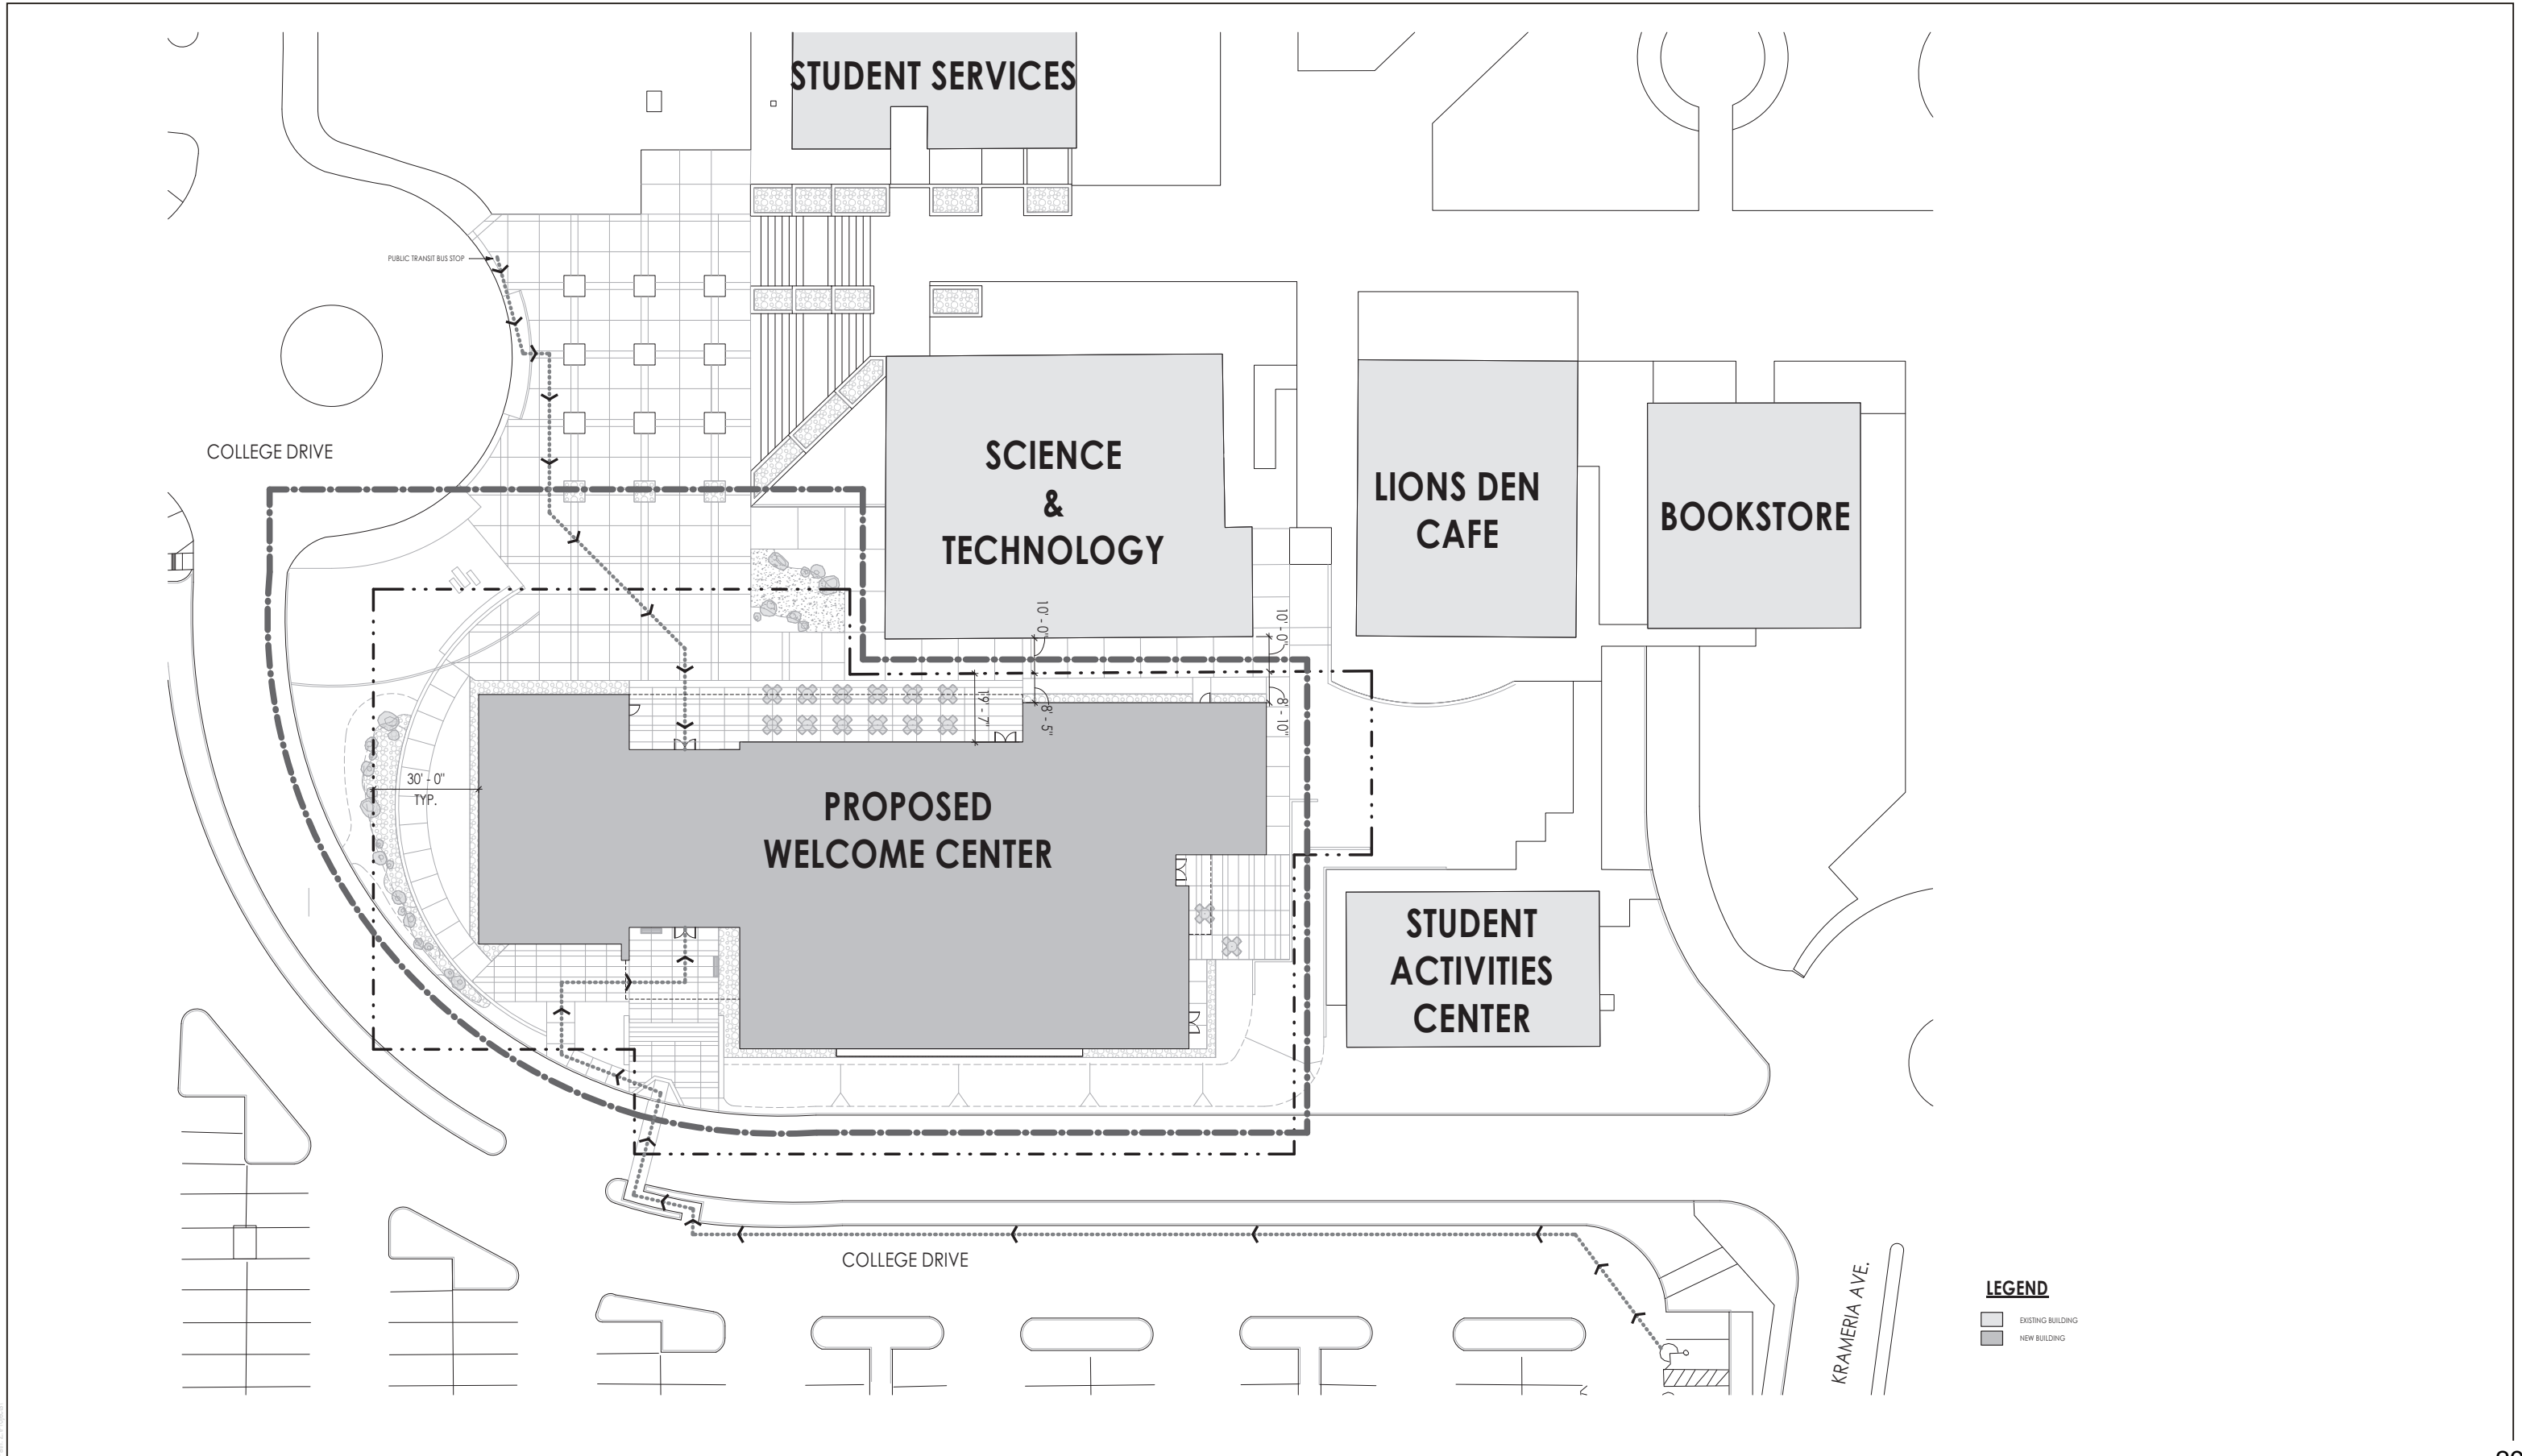 STUDENT SERVICES
PUBLIC TRANSIT BUS STOP
COLLEGE DRIVE
SCIENCE
&
TECHNOLOGY
LIONS DEN
CAFE
BOOKSTORE
10' - 0"
10' - 0"
19' - 7"
8' - 5"
8' - 10"
30' - 0"
TYP.
PROPOSED
WELCOME CENTER
STUDENT
ACTIVITIES
CENTER
COLLEGE DRIVE
KRAMERIA AVE.
LEGEND
EXISTING BUILDING
NEW BUILDING